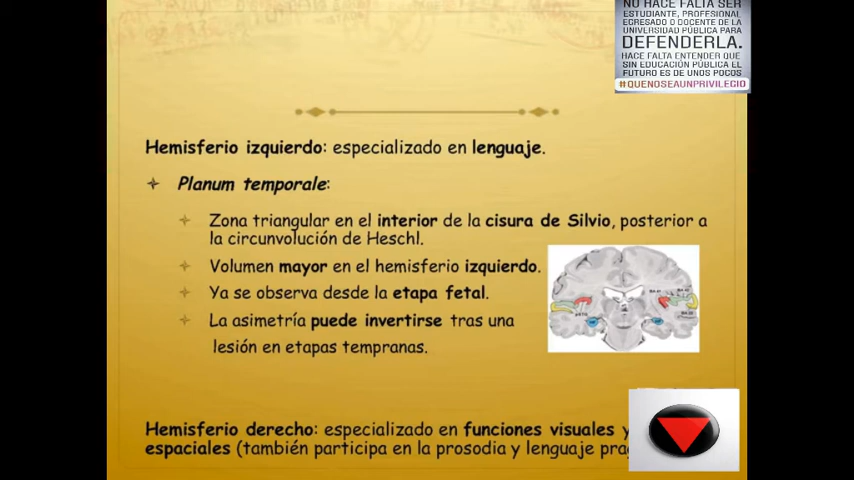 NO HACE FALTA SER
ESTUDIANTE, PROFESIONAL
EGRESADO O DOCENTE DE LA
UNIVERSIDAD PÚBLICA PARA
DEFENDERLA.
HACE FALTA ENTENDER QUE
SIN EDUCACIÓN PÚBLICA EL
FUTURO ES DE UNOS POCOS
#QUENOSEAUNPRIVILEGIO
Hemisferio izquierdo: especializado en lenguaje.
Planum temporale:
Zona triangular en el interior de la cisura de Silvio, posterior a
la circunvolución de Heschl.
Volumen mayor en el hemisferio izquierdo.
Ya se observa desde la etapa fetal.
La asimetría puede invertirse tras una
lesión en etapas tempranas.
Hemisferio derecho: especializado en funciones visuales y
espaciales (también participa en la prosodia y lenguaje